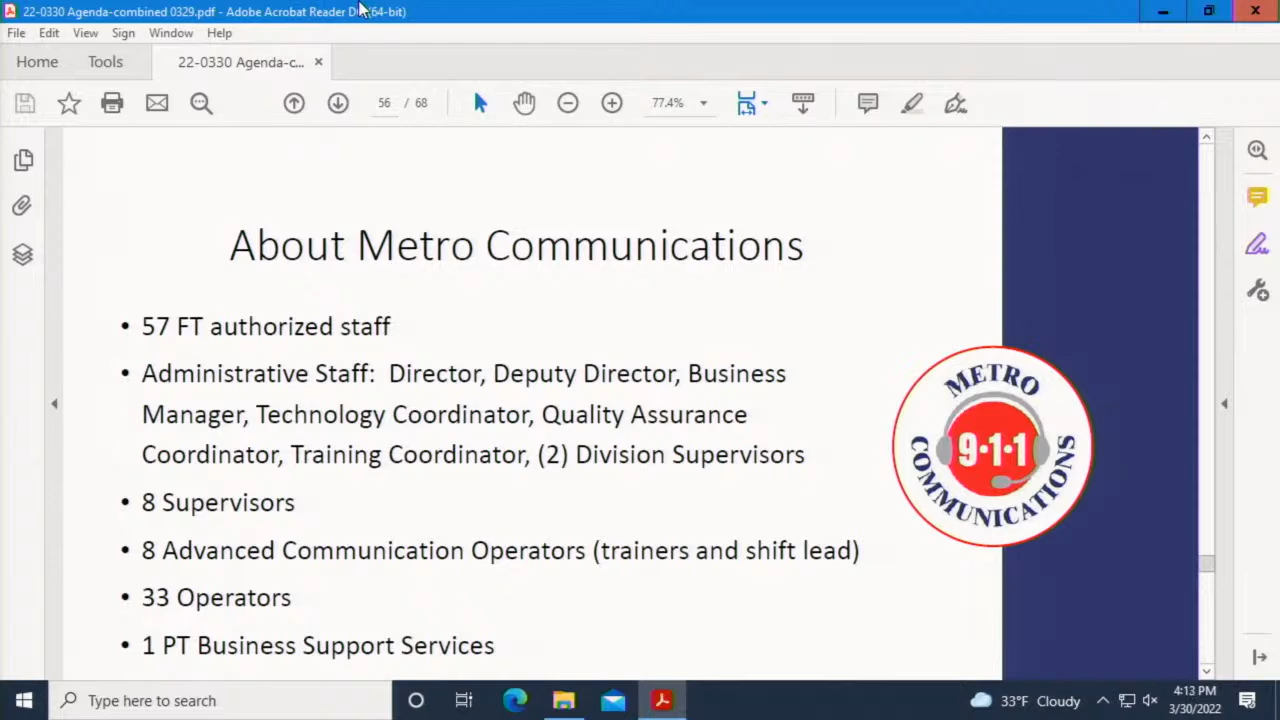 22-0330 Agenda-combined 0329.pdf - Adobe Acrobat Reader D (64-bit)
File Edit View Sign Window Help
Home Tools 22-0330 Agenda-c... ×
56 / 68 77.4%
About Metro Communications
• 57 FT authorized staff
• Administrative Staff: Director, Deputy Director, Business
Manager, Technology Coordinator, Quality Assurance
Coordinator, Training Coordinator, (2) Division Supervisors
• 8 Supervisors
• 8 Advanced Communication Operators (trainers and shift lead)
• 33 Operators
• 1 PT Business Support Services
METRO
9·1·1
COMMUNICATIONS
Type here to search
33°F Cloudy
4:13 PM
3/30/2022